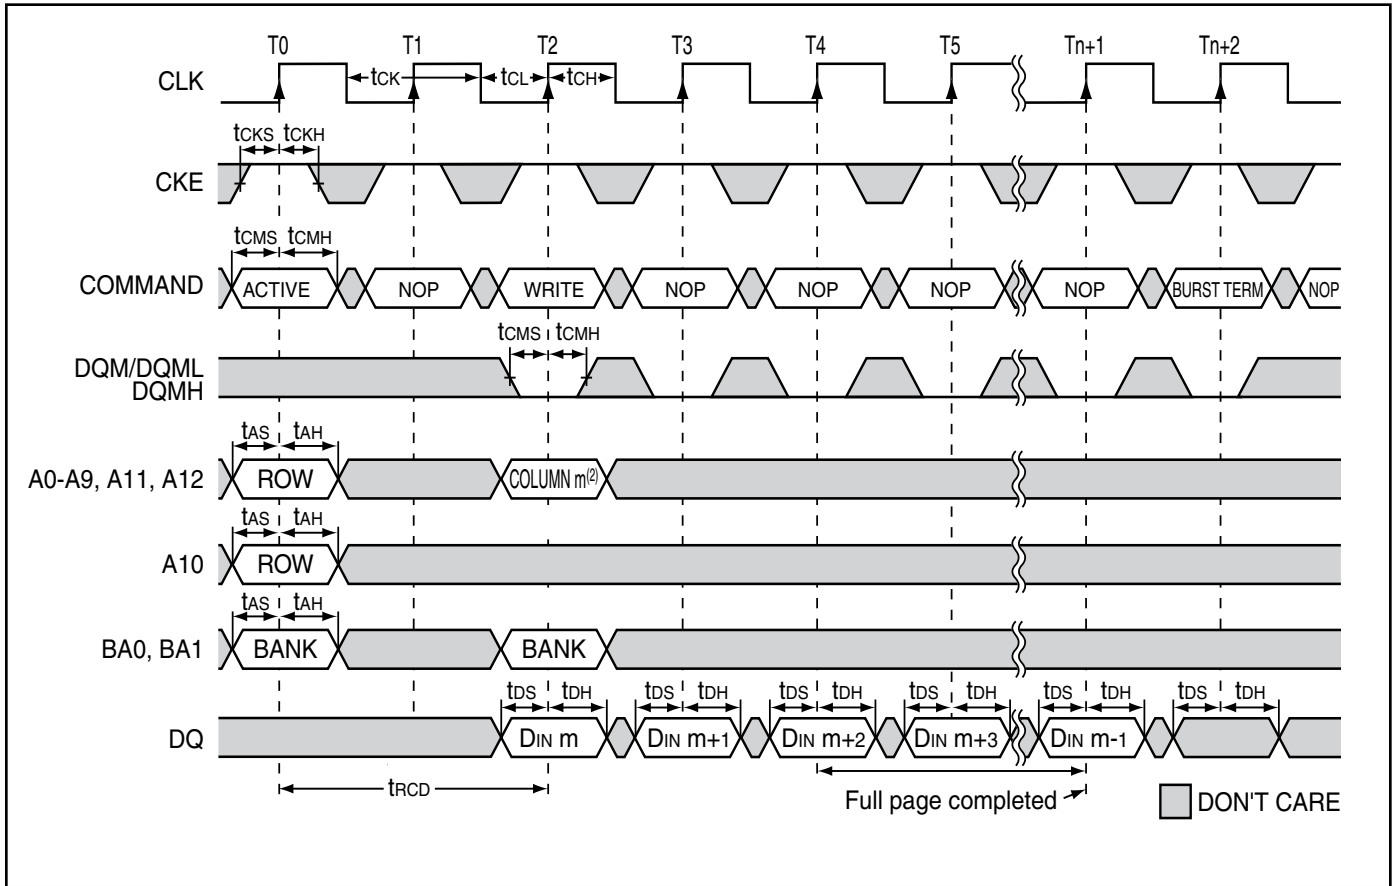 T0 T1 T2 T3 T4 T5 Tn+1 Tn+2
CLK tCK tCL tCH
tCKS tCKH
CKE
tCMS tCMH
COMMAND ACTIVE NOP WRITE NOP NOP NOP NOP BURST TERM NOP
tCMS tCMH
DQM/DQML
DQMH
tAS tAH
A0-A9, A11, A12 ROW COLUMN m(2)
tAS tAH
A10 ROW
tAS tAH
BA0, BA1 BANK BANK
tDS tDH tDS tDH tDS tDH tDS tDH tDS tDH tDS tDH
DQ DIN m DIN m+1 DIN m+2 DIN m+3 DIN m-1
tRCD
Full page completed
DON'T CARE